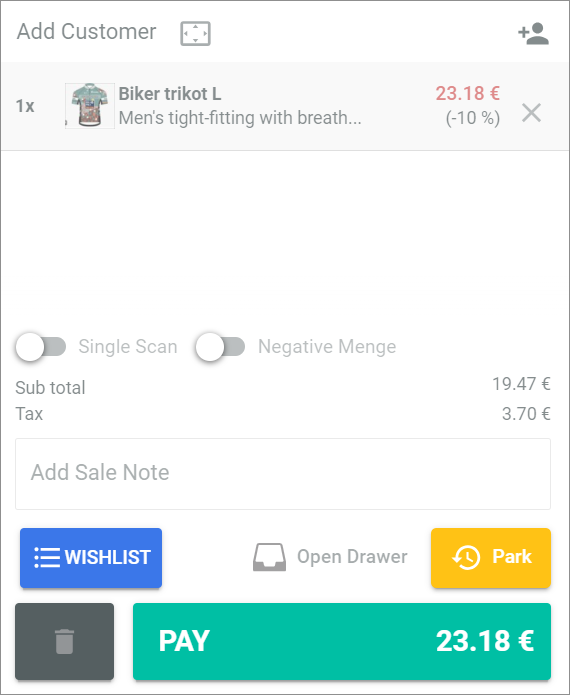 Add Customer
1x Biker trikot L 23.18 €
Men's tight-fitting with breath... (-10 %)
Single Scan Negative Menge
Sub total 19.47 €
Tax 3.70 €
Add Sale Note
WISHLIST Open Drawer Park
PAY 23.18 €